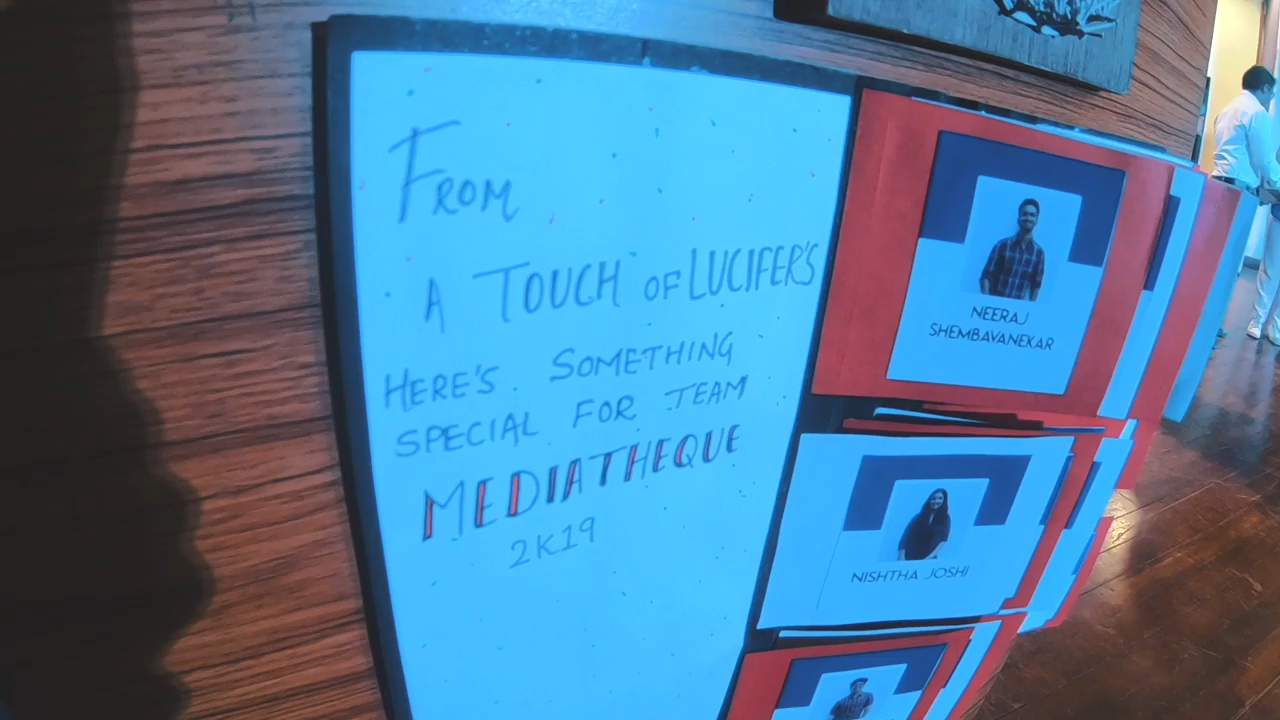 FROM
A TOUCH OF LUCIFER'S
HERE'S. SOMETHING
SPECIAL FOR TEAM
MEDIATHEQUE
2K19
NEERAJ
SHEMBAVANEKAR
NISHTHA JOSHI